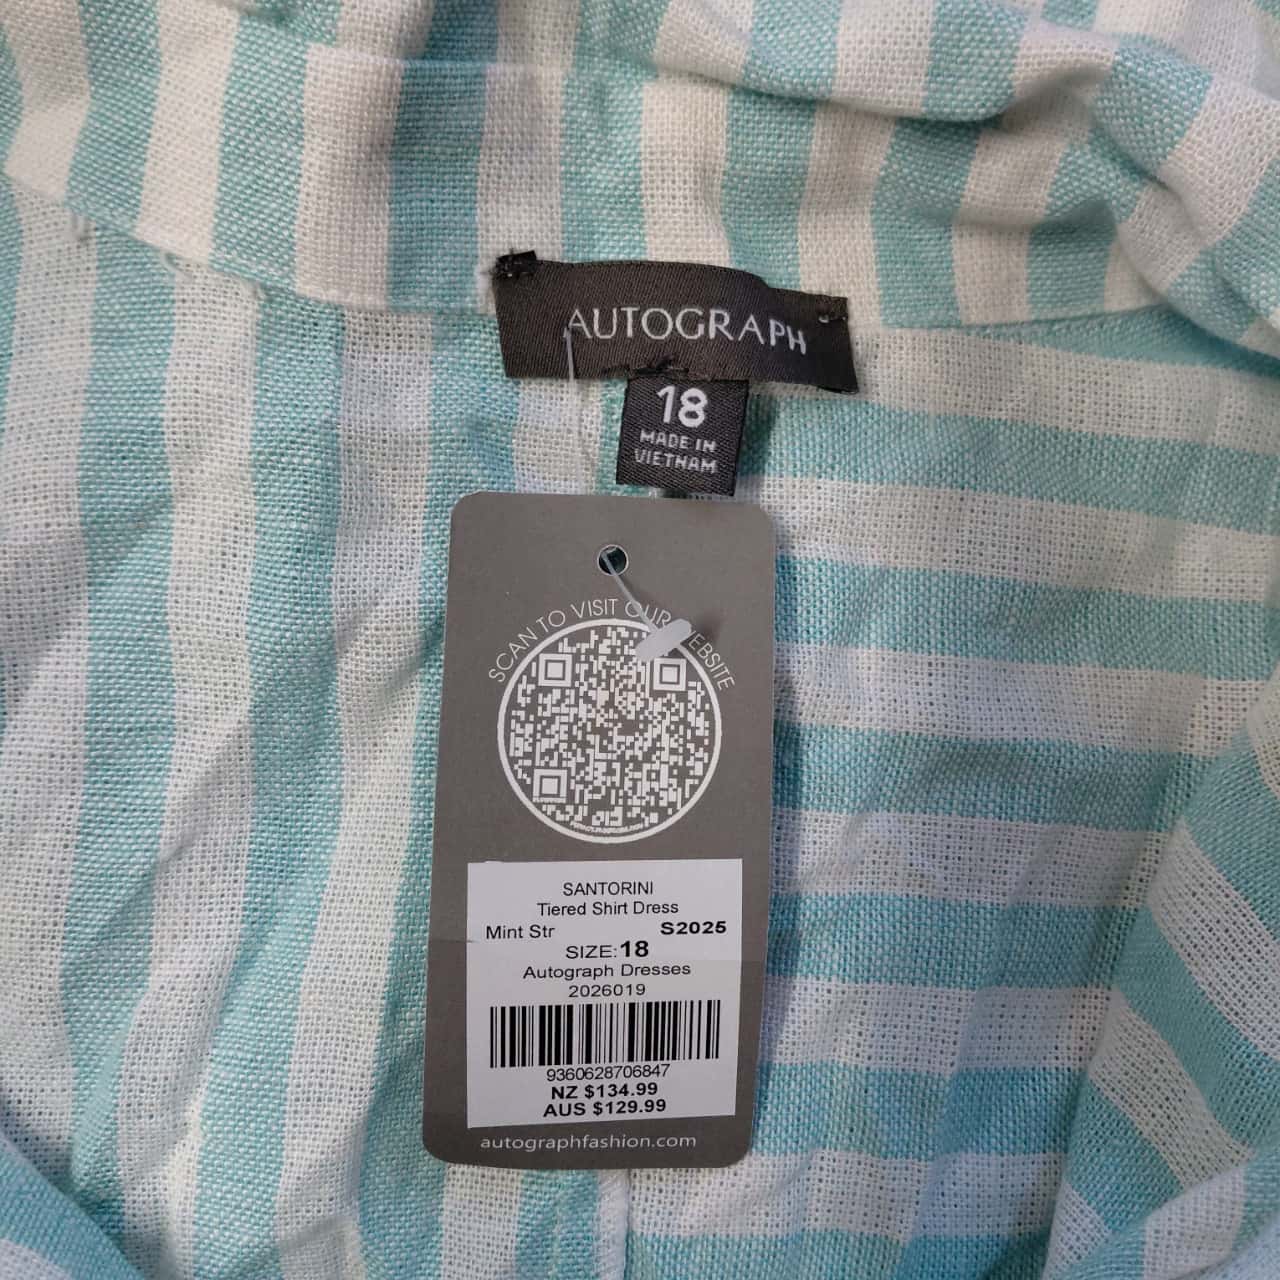 AUTOGRAPH
18
MADE IN
VIETNAM
SCAN TO VISIT OUR WEBSITE
SANTORINI
Tiered Shirt Dress
Mint Str S2025
SIZE: 18
Autograph Dresses
2026019
9360628706847
NZ $134.99
AUS $129.99
autographfashion.com